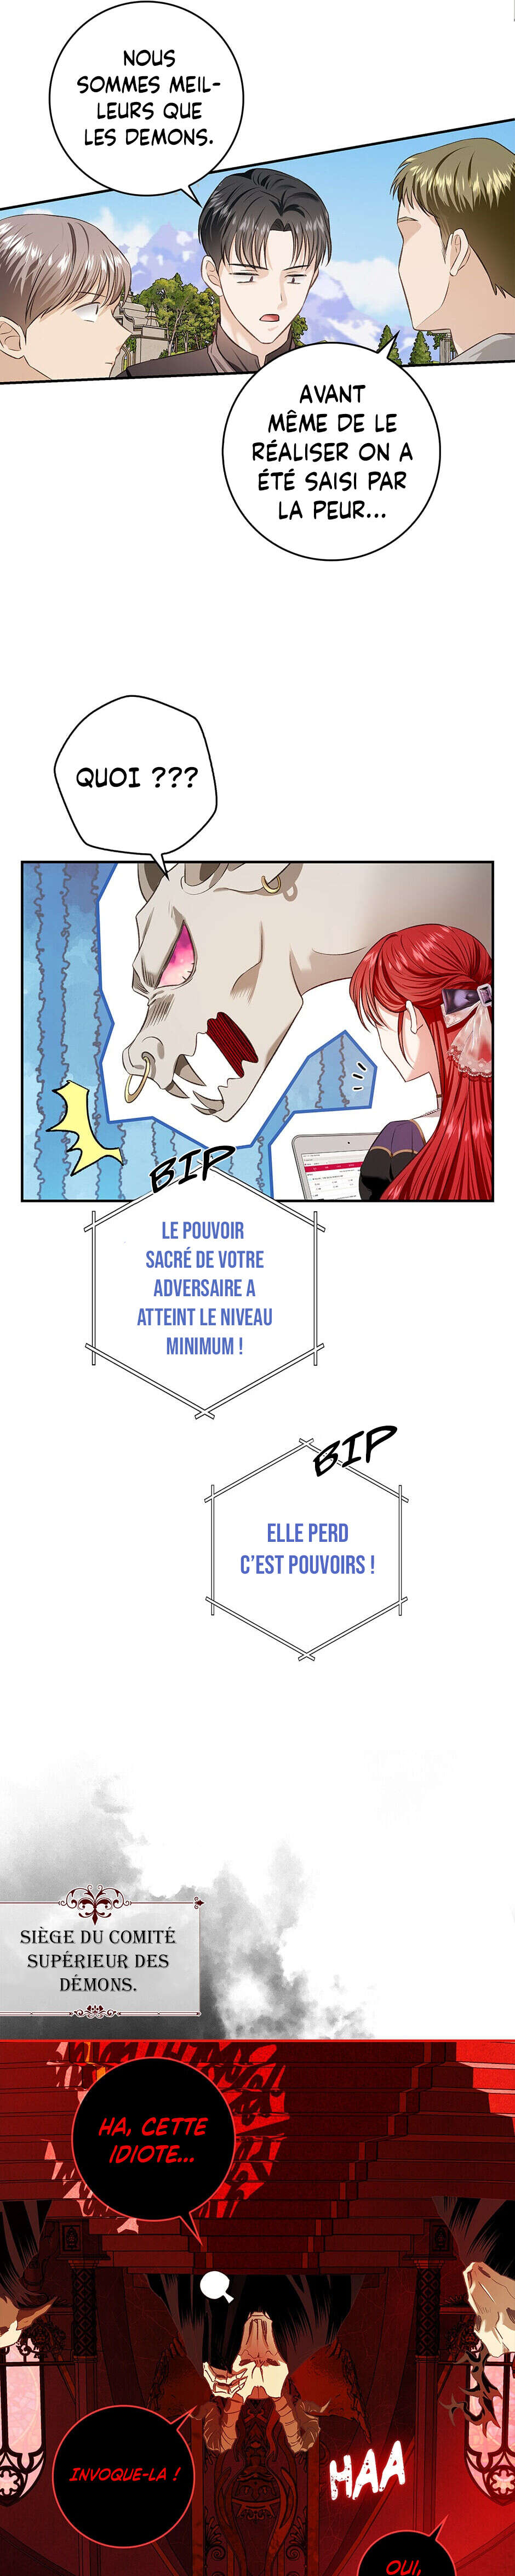 NOUS
SOMMES MEIL-
LEURS QUE
LES DEMONS.
AVANT
MÊME DE LE
RÉALISER ON A
ÉTÉ SAISI PAR
LA PEUR...
QUOI ???
BIP
LE POUVOIR
SACRÉ DE VOTRE
ADVERSAIRE A
ATTEINT LE NIVEAU
MINIMUM !
BIP
ELLE PERD
C'EST POUVOIRS !
SIÈGE DU COMITÉ
SUPÉRIEUR DES
DÉMONS.
HA, CETTE
IDIOTE...
INVOQUE-LA !
HAA
OUI,